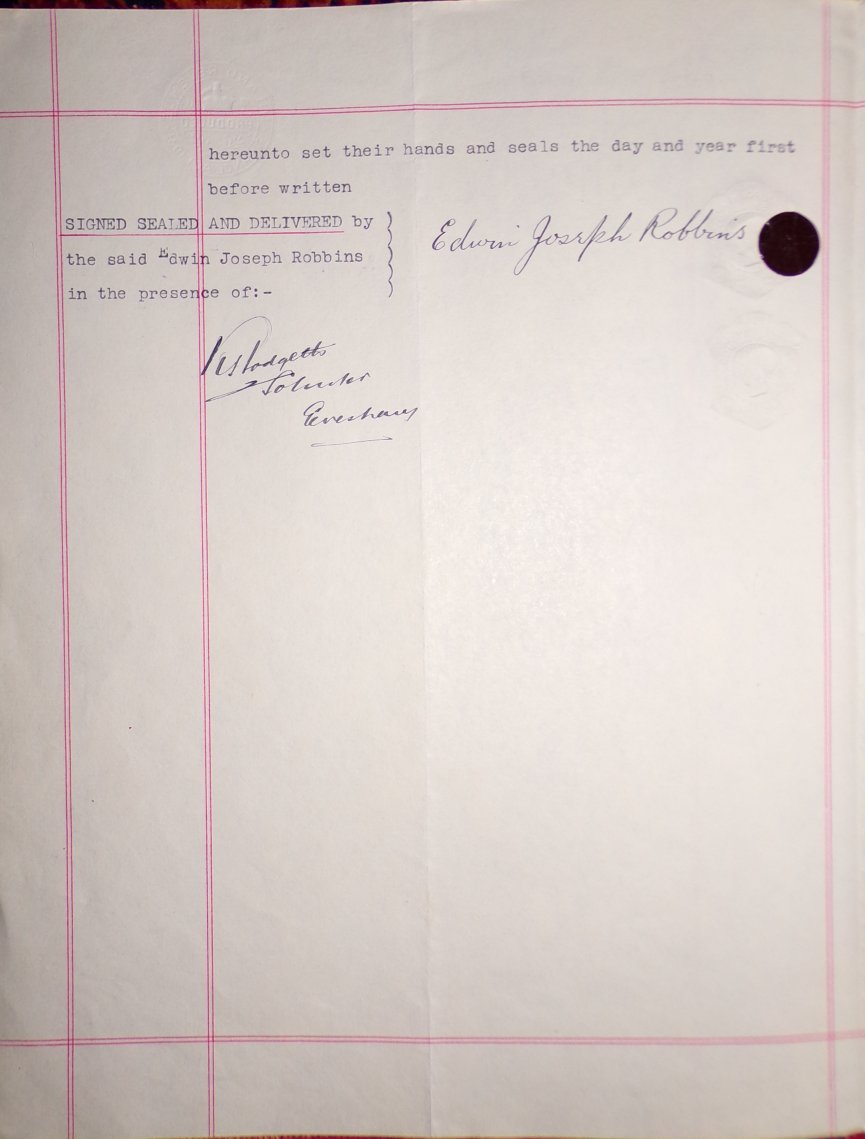 hereunto set their hands and seals the day and year first
before written
SIGNED SEALED AND DELIVERED by
the said Edwin Joseph Robbins
in the presence of:-
Edwin Joseph Robbins
Solicitor
Evesham